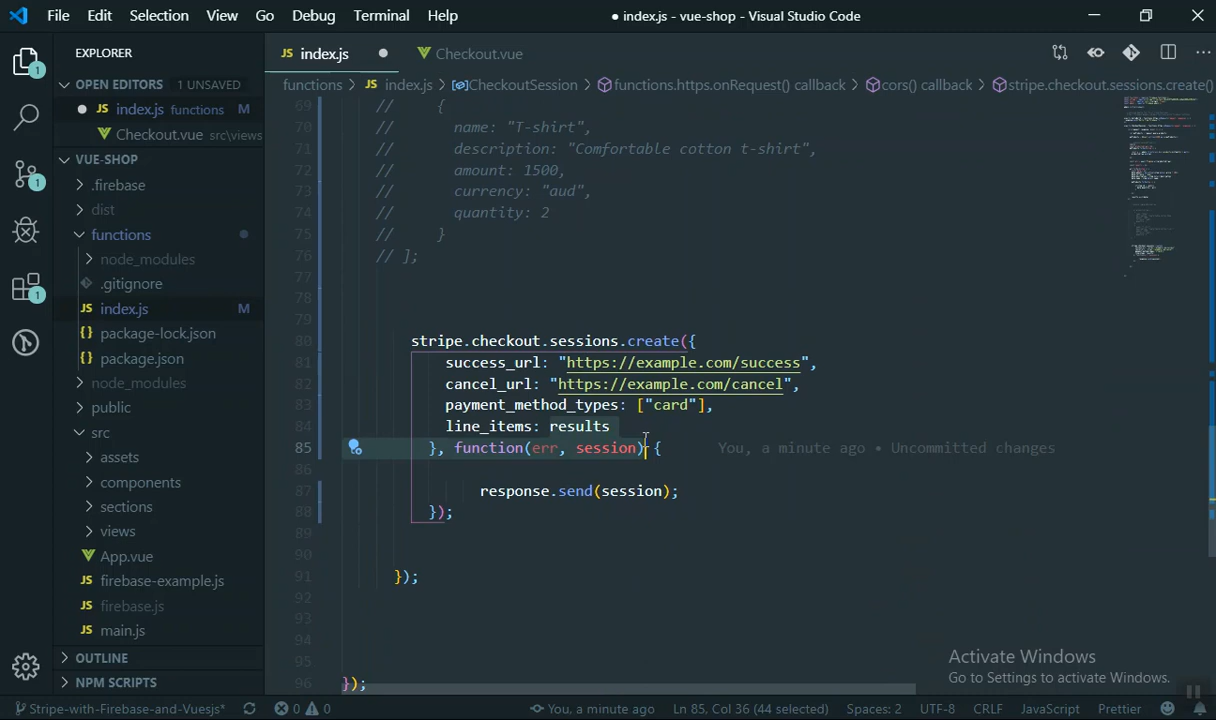 File Edit Selection View Go Debug Terminal Help
● index.js - vue-shop - Visual Studio Code
EXPLORER
OPEN EDITORS 1 UNSAVED
● JS index.js functions M
Checkout.vue src\views
VUE-SHOP
.firebase
dist
functions
node_modules
.gitignore
JS index.js M
{} package-lock.json
{} package.json
node_modules
public
src
assets
components
sections
views
App.vue
JS firebase-example.js
JS firebase.js
JS main.js
OUTLINE
NPM SCRIPTS
1
1
1
JS index.js ●
Checkout.vue
functions > JS index.js > CheckoutSession > functions.https.onRequest() callback > cors() callback > stripe.checkout.sessions.create()
69 // {
70 // name: "T-shirt",
71 // description: "Comfortable cotton t-shirt",
72 // amount: 1500,
73 // currency: "aud",
74 // quantity: 2
75 // }
76 // ];
77
78
79
80 stripe.checkout.sessions.create({
81 success_url: "https://example.com/success",
82 cancel_url: "https://example.com/cancel",
83 payment_method_types: ["card"],
84 line_items: results
85 }, function(err, session) { You, a minute ago • Uncommitted changes
86
87 response.send(session);
88 });
89
90
91 });
92
93
94
95
96 });
Activate Windows
Go to Settings to activate Windows.
Stripe-with-Firebase-and-Vuesjs* 0 0 You, a minute ago Ln 85, Col 36 (44 selected) Spaces: 2 UTF-8 CRLF JavaScript Prettier